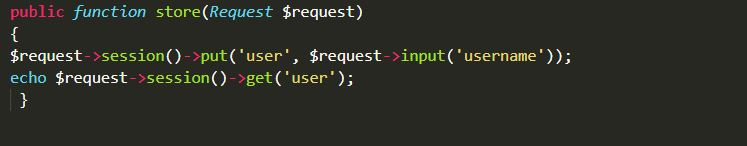 public function store(Request $request)
{
$request->session()->put('user', $request->input('username'));
echo $request->session()->get('user');
}